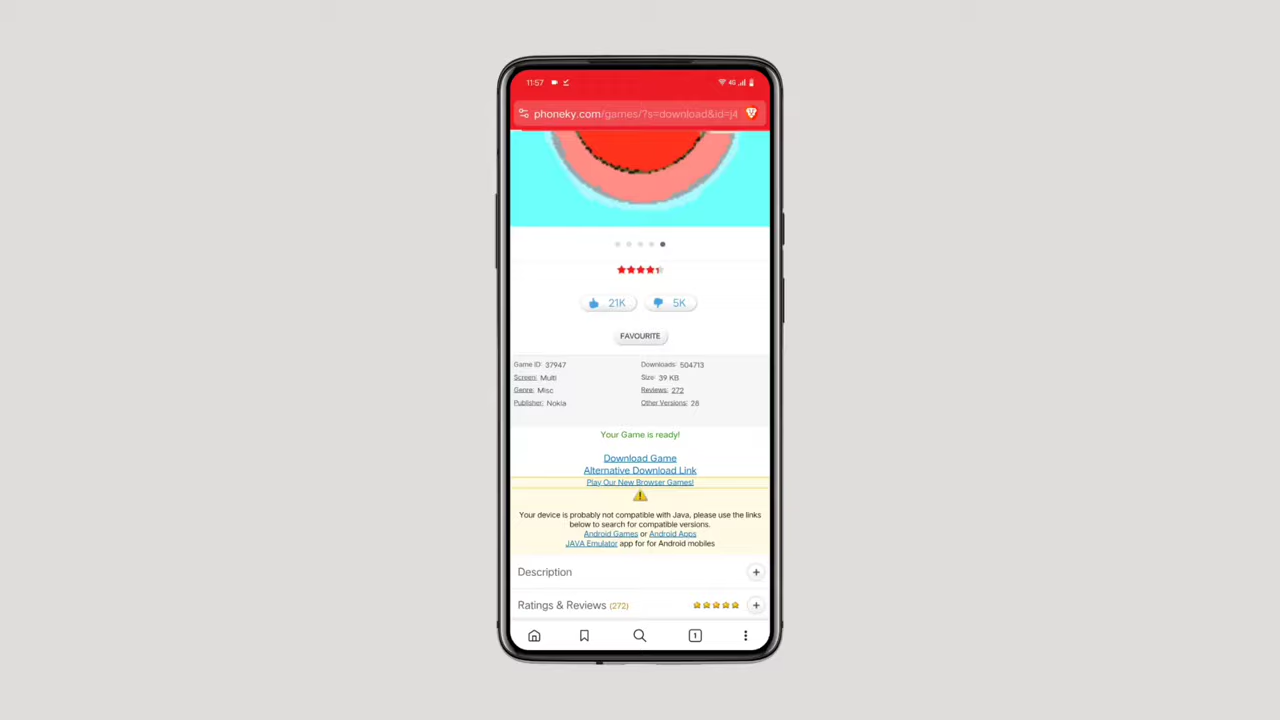 11:57 4G
phoneky.com/games/?s=download&id=j4
21K 5K
FAVOURITE
Game ID: 37947 Downloads: 504713
Screen: Multi Size: 39 KB
Genre: Misc Reviews: 272
Publisher: Nokia Other Versions: 28
Your Game is ready!
Download Game
Alternative Download Link
Play Our New Browser Games!
Your device is probably not compatible with Java, please use the links
below to search for compatible versions.
Android Games or Android Apps
JAVA Emulator app for for Android mobiles
Description +
Ratings & Reviews (272) +
1